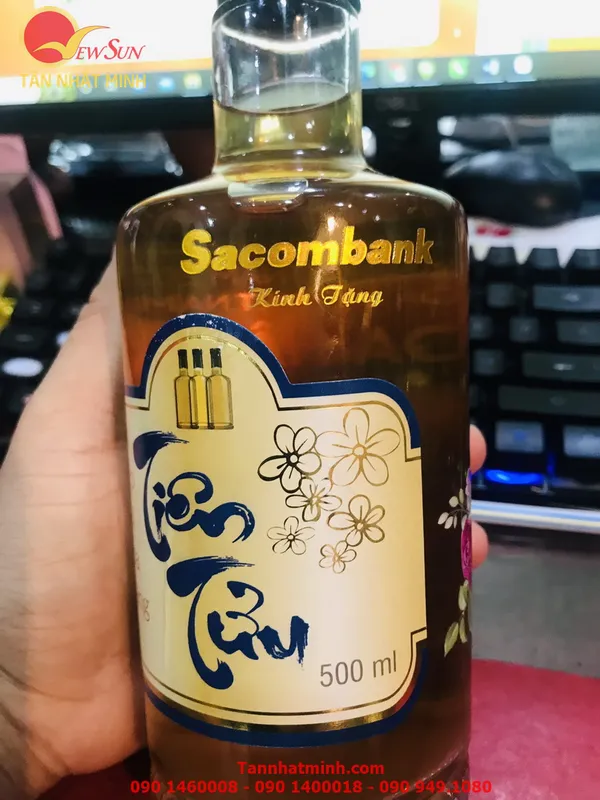 NEWSUN
TÂN NHẬT MINH
Sacombank
Kính Tặng
Tiên
Tửu
500 ml
Tannhatminh.com
090 1460008 - 090 1400018 - 090 949 1080